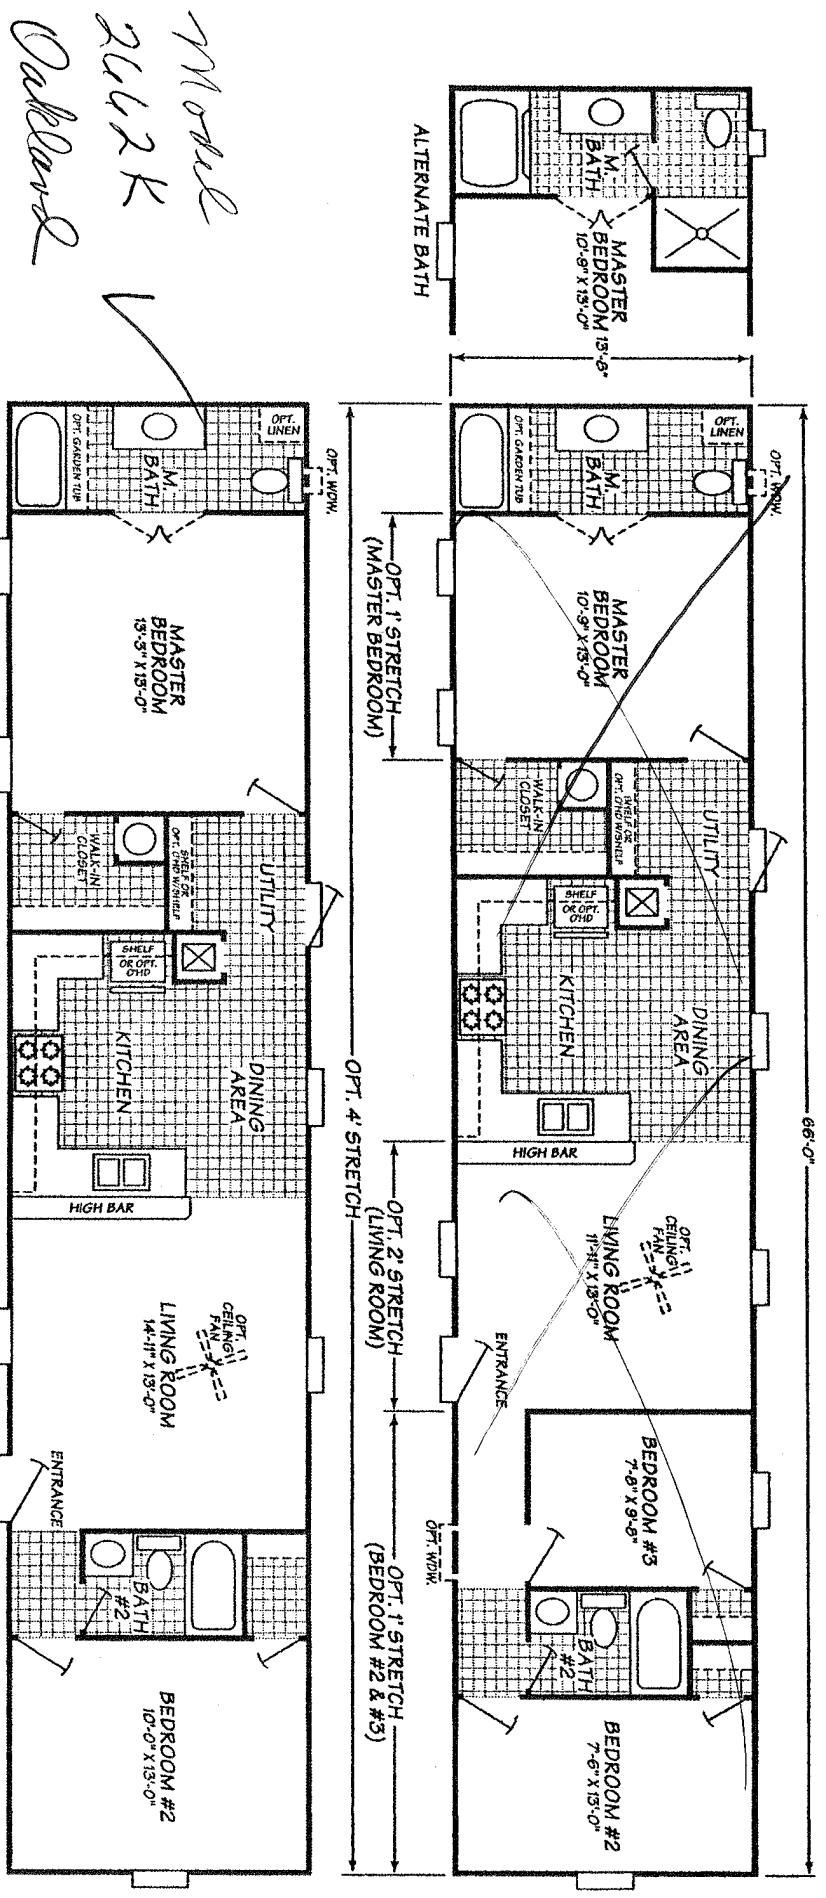 Model
2662K
Oakland
ALTERNATE BATH
M.
BATH
MASTER
BEDROOM
10'-9" X 13'-0"
13'-8"
66'-0"
OPT.
LINEN
OPT. WDW.
M.
BATH
OPT. GARDEN TUB
MASTER
BEDROOM
10'-9" X 13'-0"
OPT. 1' STRETCH
(MASTER BEDROOM)
UTILITY
SHELF OR
OPT. O'HD W/SHELF
WALK-IN
CLOSET
SHELF
OR OPT.
O'HD
KITCHEN
DINING
AREA
HIGH BAR
OPT. 2' STRETCH
(LIVING ROOM)
OPT.
CEILING
FAN
LIVING ROOM
11'-11" X 13'-0"
ENTRANCE
BEDROOM #3
7'-8" X 9'-8"
OPT. WDW.
OPT. 1' STRETCH
(BEDROOM #2 & #3)
BATH
#2
BEDROOM #2
7'-6" X 13'-0"
OPT. 4' STRETCH
OPT.
LINEN
OPT. WDW.
M.
BATH
OPT. GARDEN TUB
MASTER
BEDROOM
13'-3" X 13'-0"
UTILITY
SHELF OR
OPT. O'HD W/SHELF
WALK-IN
CLOSET
SHELF
OR OPT.
O'HD
KITCHEN
DINING
AREA
HIGH BAR
OPT.
CEILING
FAN
LIVING ROOM
14'-11" X 13'-0"
ENTRANCE
BATH
#2
BEDROOM #2
10'-0" X 13'-0"